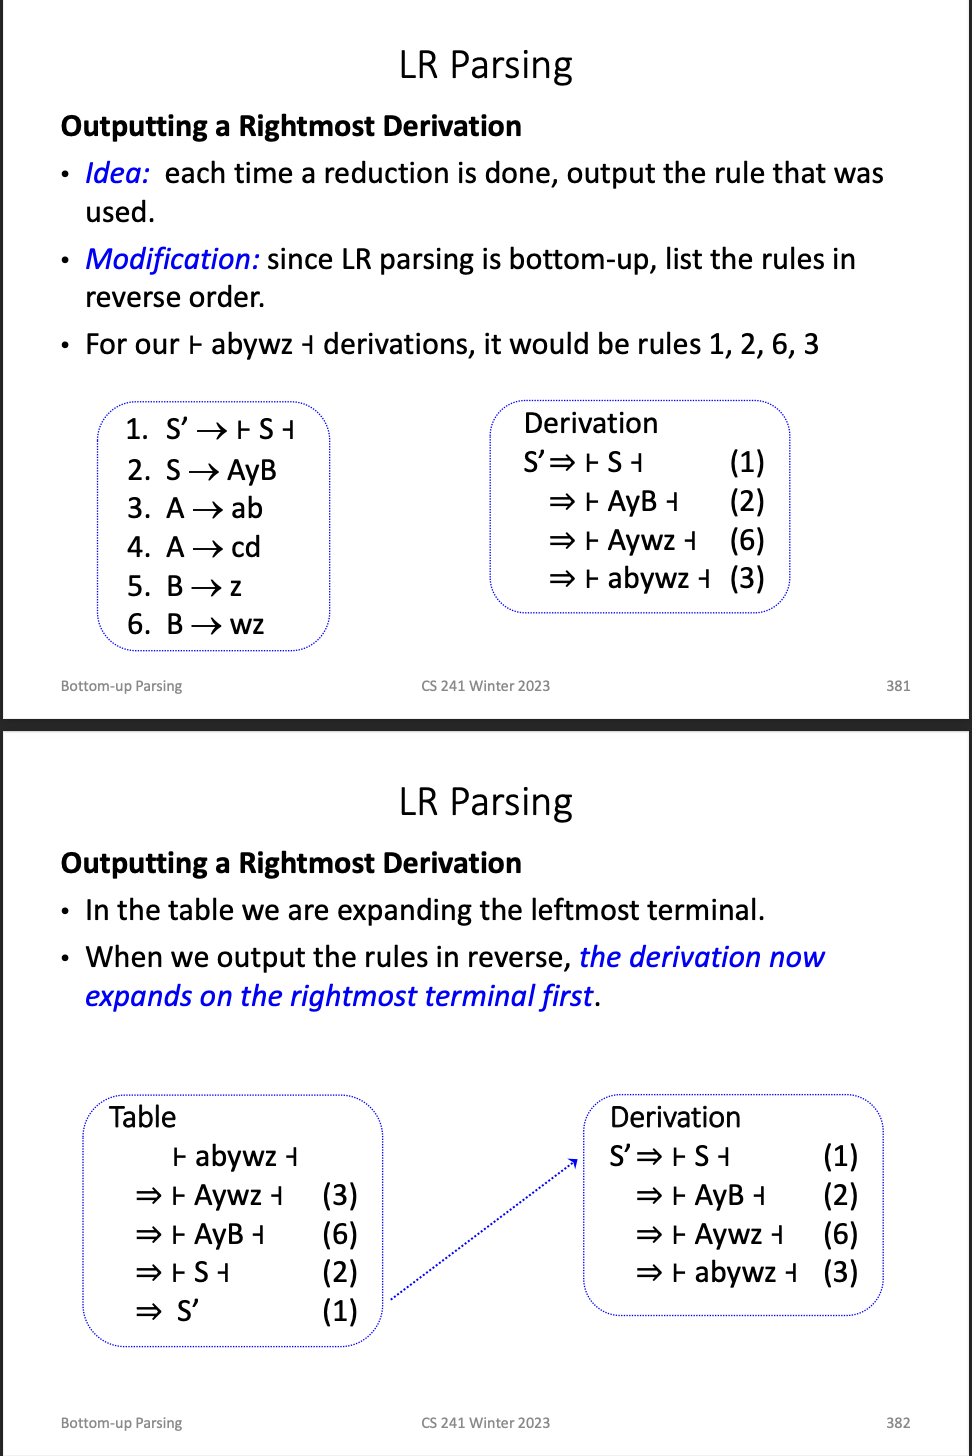 LR Parsing
Outputting a Rightmost Derivation
• Idea: each time a reduction is done, output the rule that was
used.
• Modification: since LR parsing is bottom-up, list the rules in
reverse order.
• For our ⊢ abywz ⊣ derivations, it would be rules 1, 2, 6, 3
1. S′ → ⊢ S ⊣
2. S → AyB
3. A → ab
4. A → cd
5. B → z
6. B → wz
Derivation
S′ ⇒ ⊢ S ⊣ (1)
⇒ ⊢ AyB ⊣ (2)
⇒ ⊢ Aywz ⊣ (6)
⇒ ⊢ abywz ⊣ (3)
Bottom-up Parsing CS 241 Winter 2023 381
LR Parsing
Outputting a Rightmost Derivation
• In the table we are expanding the leftmost terminal.
• When we output the rules in reverse, the derivation now
expands on the rightmost terminal first.
Table
⊢ abywz ⊣
⇒ ⊢ Aywz ⊣ (3)
⇒ ⊢ AyB ⊣ (6)
⇒ ⊢ S ⊣ (2)
⇒ S′ (1)
Derivation
S′ ⇒ ⊢ S ⊣ (1)
⇒ ⊢ AyB ⊣ (2)
⇒ ⊢ Aywz ⊣ (6)
⇒ ⊢ abywz ⊣ (3)
Bottom-up Parsing CS 241 Winter 2023 382